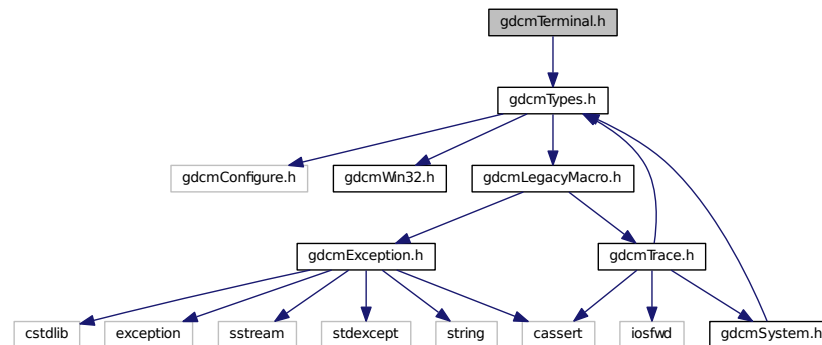 gdcmTerminal.h
gdcmTypes.h
gdcmConfigure.h
gdcmWin32.h
gdcmLegacyMacro.h
gdcmException.h
gdcmTrace.h
cstdlib
exception
sstream
stdexcept
string
cassert
iosfwd
gdcmSystem.h